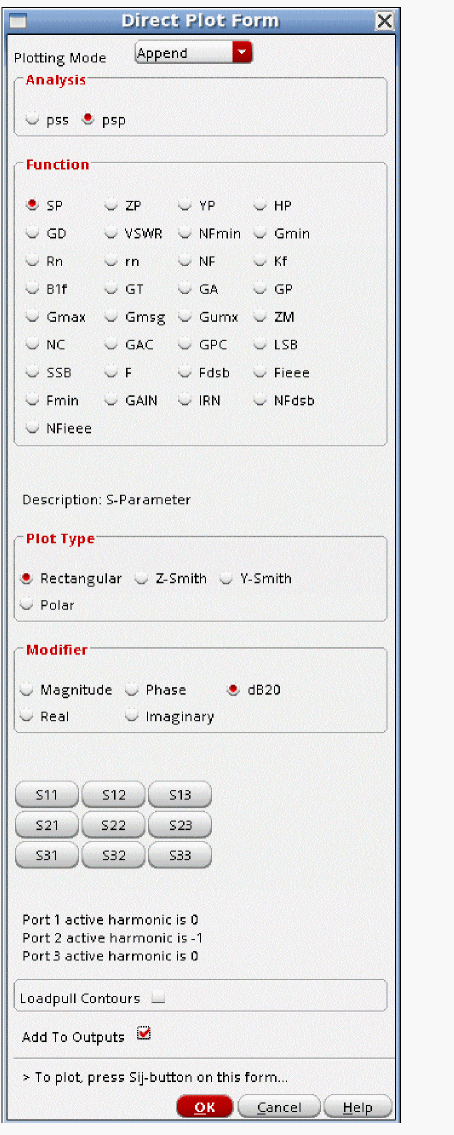 Direct Plot Form
Plotting Mode Append
Analysis
pss psp
Function
SP ZP YP HP
GD VSWR NFmin Gmin
Rn rn NF Kf
B1f GT GA GP
Gmax Gmsg Gumx ZM
NC GAC GPC LSB
SSB F Fdsb Fieee
Fmin GAIN IRN NFdsb
NFieee
Description: S-Parameter
Plot Type
Rectangular Z-Smith Y-Smith
Polar
Modifier
Magnitude Phase dB20
Real Imaginary
S11 S12 S13
S21 S22 S23
S31 S32 S33
Port 1 active harmonic is 0
Port 2 active harmonic is -1
Port 3 active harmonic is 0
Loadpull Contours
Add To Outputs
> To plot, press Sij-button on this form...
OK Cancel Help